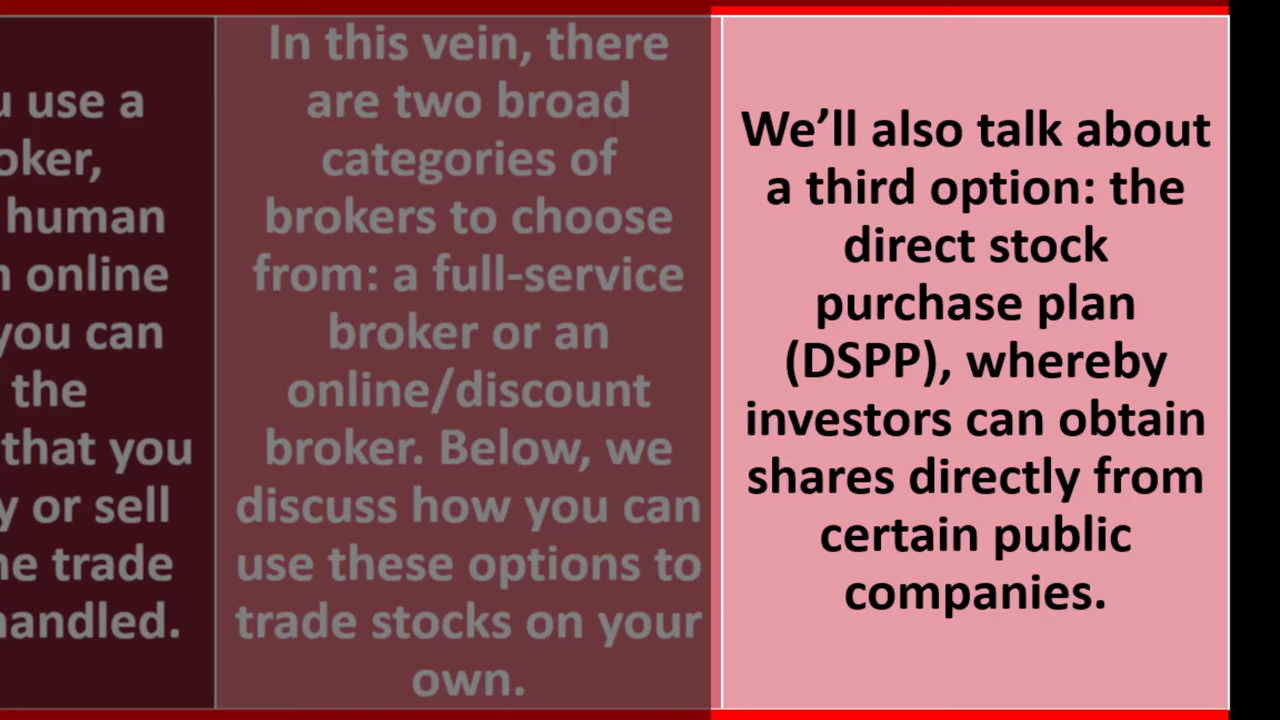 use a
human
online
you can
the
that you
or sell
trade
handled.
In this vein, there
are two broad
categories of
brokers to choose
from: a full-service
broker or an
online/discount
broker. Below, we
discuss how you can
use these options to
trade stocks on your
own.
We’ll also talk about
a third option: the
direct stock
purchase plan
(DSPP), whereby
investors can obtain
shares directly from
certain public
companies.